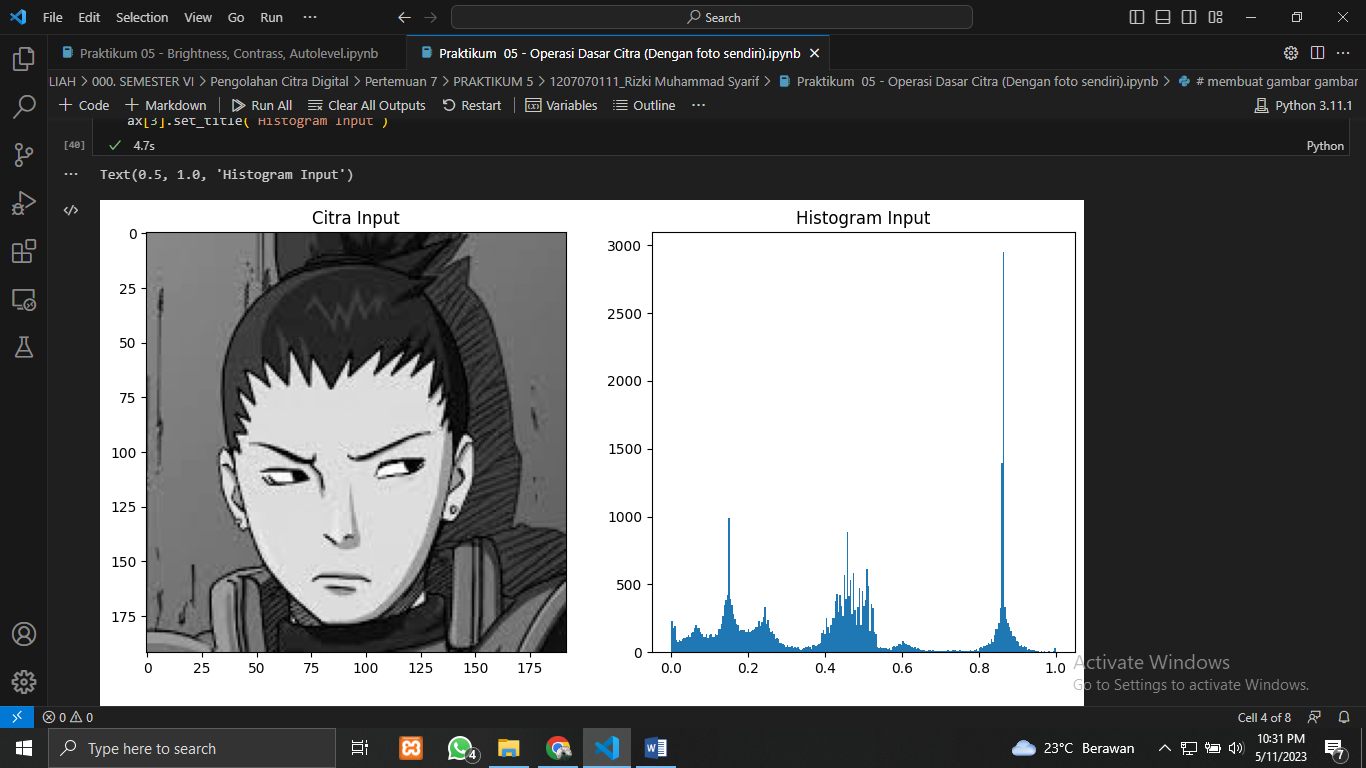 File Edit Selection View Go Run ··· Search
Praktikum 05 - Brightness, Contrass, Autolevel.ipynb Praktikum 05 - Operasi Dasar Citra (Dengan foto sendiri).ipynb
LIAH > 000. SEMESTER VI > Pengolahan Citra Digital > Pertemuan 7 > PRAKTIKUM 5 > 1207070111_Rizki Muhammad Syarif > Praktikum 05 - Operasi Dasar Citra (Dengan foto sendiri).ipynb > # membuat gambar gambar
+ Code + Markdown Run All Clear All Outputs Restart Variables Outline ··· Python 3.11.1
ax[3].set_title('Histogram Input')
[40] 4.7s Python
Text(0.5, 1.0, 'Histogram Input')
Citra Input
0
25
50
75
100
125
150
175
0 25 50 75 100 125 150 175
Histogram Input
3000
2500
2000
1500
1000
500
0
0.0 0.2 0.4 0.6 0.8 1.0
Activate Windows
Go to Settings to activate Windows.
0 0 Cell 4 of 8
Type here to search 4 23°C Berawan 10:31 PM
5/11/2023 7